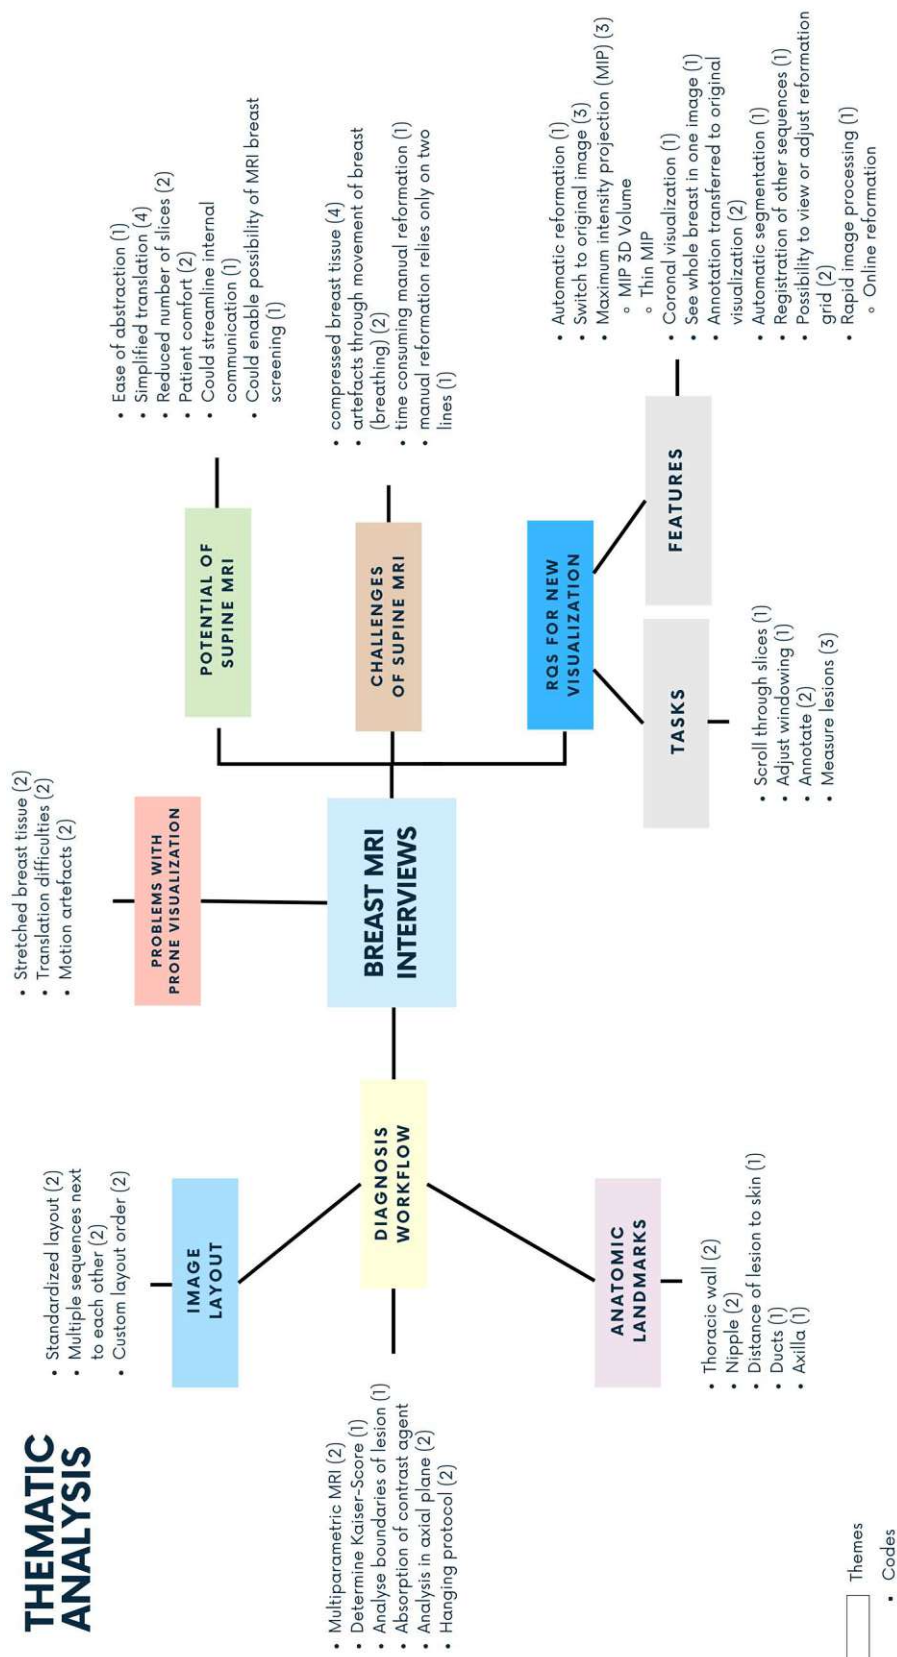 THEMATIC
ANALYSIS
• Standardized layout (2)
• Multiple sequences next
to each other (2)
• Custom layout order (2)
IMAGE
LAYOUT
• Multiparametric MRI (2)
• Determine Kaiser-Score (1)
• Analyse boundaries of lesion (1)
• Absorption of contrast agent
• Analysis in axial plane (2)
• Hanging protocol (2)
DIAGNOSIS
WORKFLOW
ANATOMIC
LANDMARKS
• Thoracic wall (2)
• Nipple (2)
• Distance of lesion to skin (1)
• Ducts (1)
• Axilla (1)
• Stretched breast tissue (2)
• Translation difficulties (2)
• Motion artefacts (2)
PROBLEMS WITH
PRONE VISUALIZATION
BREAST MRI
INTERVIEWS
POTENTIAL OF
SUPINE MRI
• Ease of abstraction (1)
• Simplified translation (4)
• Reduced number of slices (2)
• Patient comfort (2)
• Could streamline internal
communication (1)
• Could enable possibility of MRI breast
screening (1)
CHALLENGES
OF SUPINE MRI
• compressed breast tissue (4)
• artefacts through movement of breast
(breathing) (2)
• time consuming manual reformation (1)
• manual reformation relies only on two
lines (1)
RQS FOR NEW
VISUALIZATION
TASKS
• Scroll through slices (1)
• Adjust windowing (1)
• Annotate (2)
• Measure lesions (3)
FEATURES
• Automatic reformation (1)
• Switch to original image (3)
• Maximum intensity projection (MIP) (3)
◦ MIP 3D Volume
◦ Thin MIP
• Coronal visualization (1)
• See whole breast in one image (1)
• Annotation transferred to original
visualization (2)
• Automatic segmentation (1)
• Registration of other sequences (1)
• Possibility to view or adjust reformation
grid (2)
• Rapid image processing (1)
◦ Online reformation
Themes
• Codes